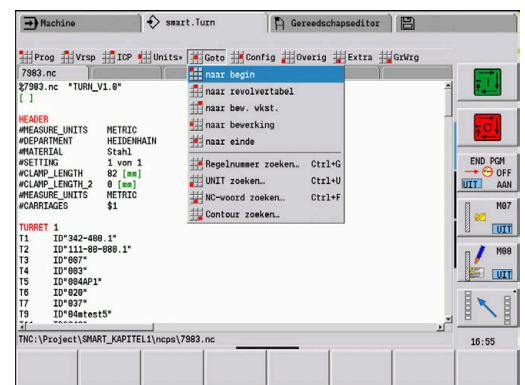 Machine smart.Turn Gereedschapseditor
Prog Vrsp ICP Units» Goto Config Overig Extra GrWrg
7983.nc
%7983.nc "TURN_V1.0"
[ ]
HEADER
#MEASURE_UNITS METRIC
#DEPARTMENT HEIDENHAIN
#MATERIAL Stahl
#SETTING 1 von 1
#CLAMP_LENGTH 82 [mm]
#CLAMP_LENGTH_2 0 [mm]
#MEASURE_UNITS METRIC
#CARRIAGES $1
TURRET 1
T1 ID"342-400.1"
T2 ID"111-80-080.1"
T3 ID"007"
T4 ID"003"
T5 ID"004AP1"
T6 ID"020"
T7 ID"037"
T9 ID"04mtest5"
naar begin
naar revolvertabel
naar bev. vkst.
naar bewerking
naar einde
Regelnummer zoeken… Ctrl+G
UNIT zoeken… Ctrl+U
NC-woord zoeken… Ctrl+F
Contour zoeken…
TNC:\Project\SMART_KAPITEL1\ncps\7983.nc
END PGM
OFF
UIT AAN
M07
UIT
M08
UIT
16:55